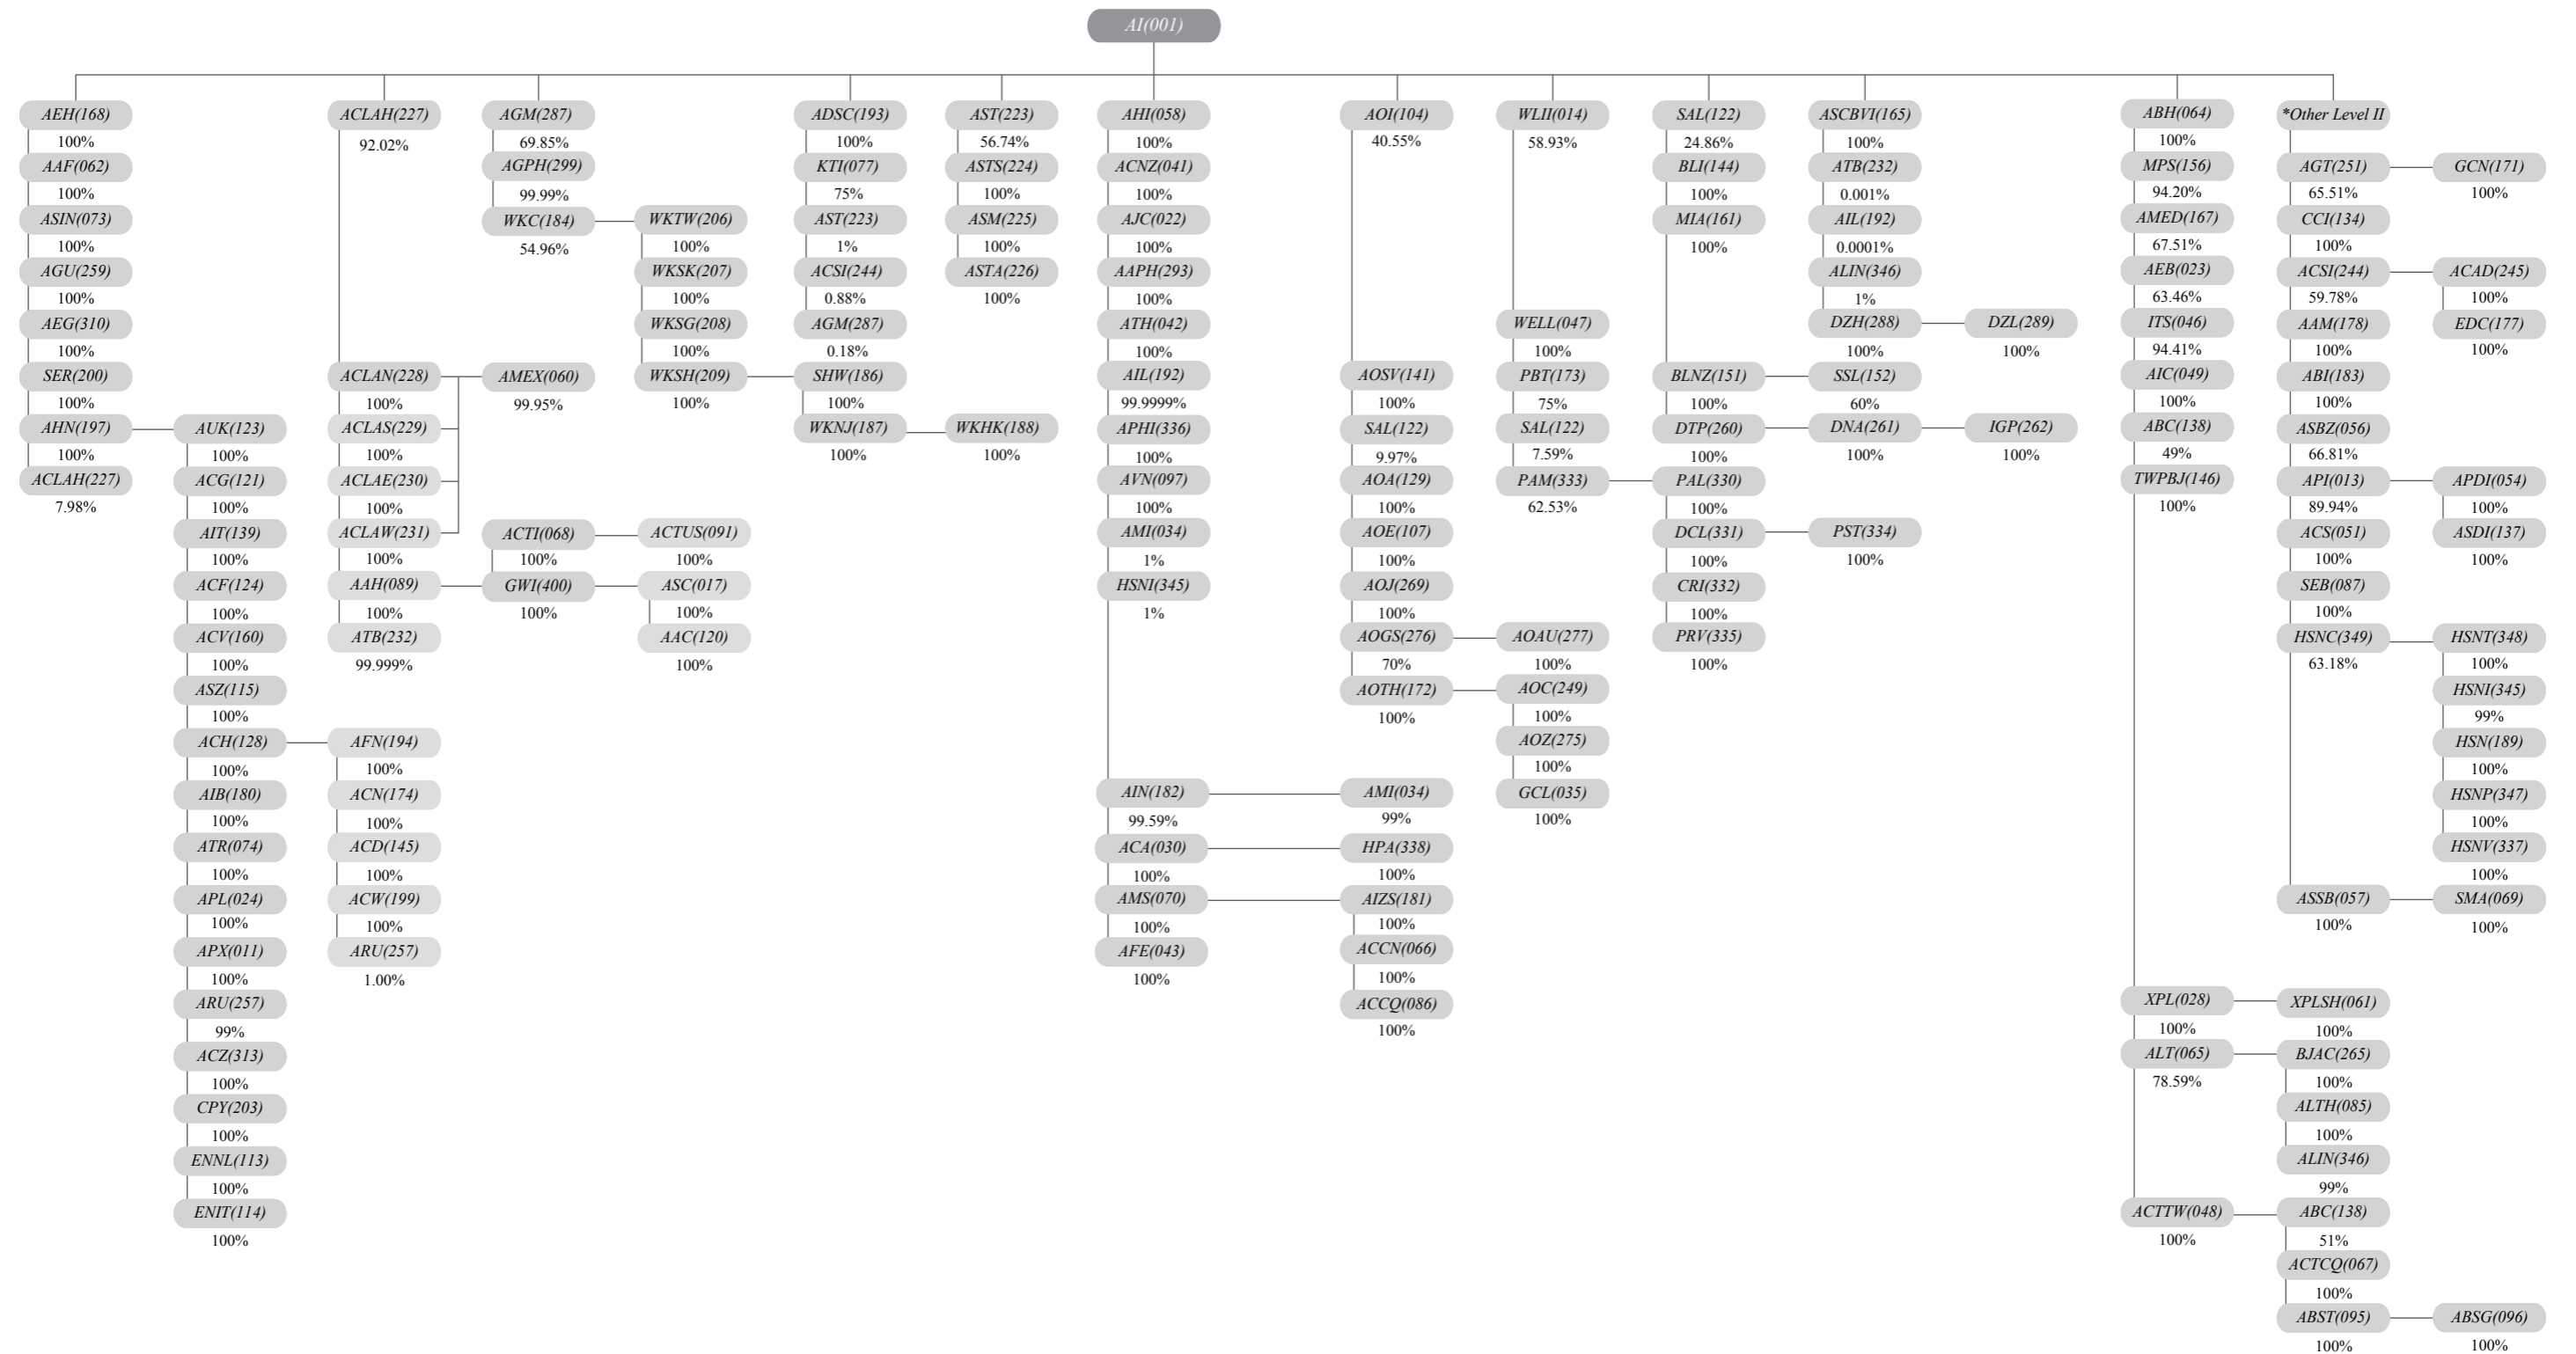 AI(001)
AEH(168)
100%
AAF(062)
100%
ASIN(073)
100%
AGU(259)
100%
AEG(310)
100%
SER(200)
100%
AHN(197)
100%
ACLAH(227)
7.98%
AUK(123)
100%
ACG(121)
100%
AIT(139)
100%
ACF(124)
100%
ACV(160)
100%
ASZ(115)
100%
ACH(128)
100%
AIB(180)
100%
ATR(074)
100%
APL(024)
100%
APX(011)
100%
ARU(257)
99%
ACZ(313)
100%
CPY(203)
100%
ENNL(113)
100%
ENIT(114)
100%
AFN(194)
100%
ACN(174)
100%
ACD(145)
100%
ACW(199)
100%
ARU(257)
1.00%
ACLAH(227)
92.02%
ACLAN(228)
100%
ACLAS(229)
100%
ACLAE(230)
100%
ACLAW(231)
100%
AAH(089)
100%
ATB(232)
99.999%
AMEX(060)
99.95%
ACTI(068)
100%
GWI(400)
100%
ACTUS(091)
100%
ASC(017)
100%
AAC(120)
100%
AGM(287)
69.85%
AGPH(299)
99.99%
WKC(184)
54.96%
WKTW(206)
100%
WKSK(207)
100%
WKSG(208)
100%
WKSH(209)
100%
ADSC(193)
100%
KTI(077)
75%
AST(223)
1%
ACSI(244)
0.88%
AGM(287)
0.18%
SHW(186)
100%
WKNJ(187)
100%
WKHK(188)
100%
AST(223)
56.74%
ASTS(224)
100%
ASM(225)
100%
ASTA(226)
100%
AHI(058)
100%
ACNZ(041)
100%
AJC(022)
100%
AAPH(293)
100%
ATH(042)
100%
AIL(192)
99.9999%
APHI(336)
100%
AVN(097)
100%
AMI(034)
1%
HSNI(345)
1%
AIN(182)
99.59%
ACA(030)
100%
AMS(070)
100%
AFE(043)
100%
AMI(034)
99%
HPA(338)
100%
AIZS(181)
100%
ACCN(066)
100%
ACCQ(086)
100%
AOI(104)
40.55%
AOSV(141)
100%
SAL(122)
9.97%
AOA(129)
100%
AOE(107)
100%
AOJ(269)
100%
AOGS(276)
70%
AOTH(172)
100%
AOAU(277)
100%
AOC(249)
100%
AOZ(275)
100%
GCL(035)
100%
WLII(014)
58.93%
WELL(047)
100%
PBT(173)
75%
SAL(122)
7.59%
PAM(333)
62.53%
SAL(122)
24.86%
BLI(144)
100%
MIA(161)
100%
BLNZ(151)
100%
DTP(260)
100%
PAL(330)
100%
DCL(331)
100%
CRI(332)
100%
PRV(335)
100%
ASCBVI(165)
100%
ATB(232)
0.001%
AIL(192)
0.0001%
ALIN(346)
1%
DZH(288)
100%
DZL(289)
100%
SSL(152)
60%
DNA(261)
100%
IGP(262)
100%
PST(334)
100%
ABH(064)
100%
MPS(156)
94.20%
AMED(167)
67.51%
AEB(023)
63.46%
ITS(046)
94.41%
AIC(049)
100%
ABC(138)
49%
TWPBJ(146)
100%
XPL(028)
100%
ALT(065)
78.59%
ACTTW(048)
100%
XPLSH(061)
100%
BJAC(265)
100%
ALTH(085)
100%
ALIN(346)
99%
ABC(138)
51%
ACTCQ(067)
100%
ABST(095)
100%
ABSG(096)
100%
*Other Level II
AGT(251)
65.51%
CCI(134)
100%
ACSI(244)
59.78%
AAM(178)
100%
ABI(183)
100%
ASBZ(056)
66.81%
API(013)
89.94%
ACS(051)
100%
SEB(087)
100%
HSNC(349)
63.18%
ASSB(057)
100%
GCN(171)
100%
ACAD(245)
100%
EDC(177)
100%
APDI(054)
100%
ASDI(137)
100%
HSNT(348)
100%
HSNI(345)
99%
HSN(189)
100%
HSNP(347)
100%
HSNV(337)
100%
SMA(069)
100%